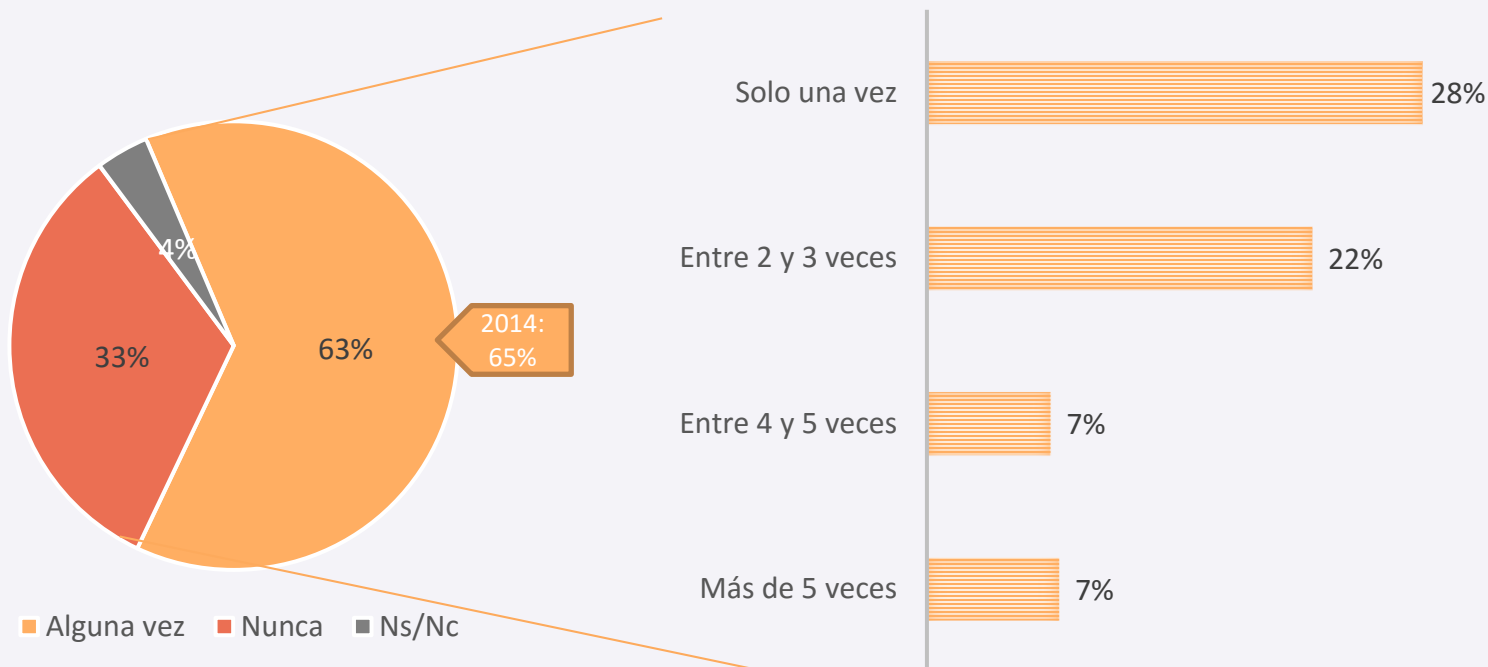 4%
33%
63%
2014:
65%
Alguna vez
Nunca
Ns/Nc
Solo una vez
28%
Entre 2 y 3 veces
22%
Entre 4 y 5 veces
7%
Más de 5 veces
7%